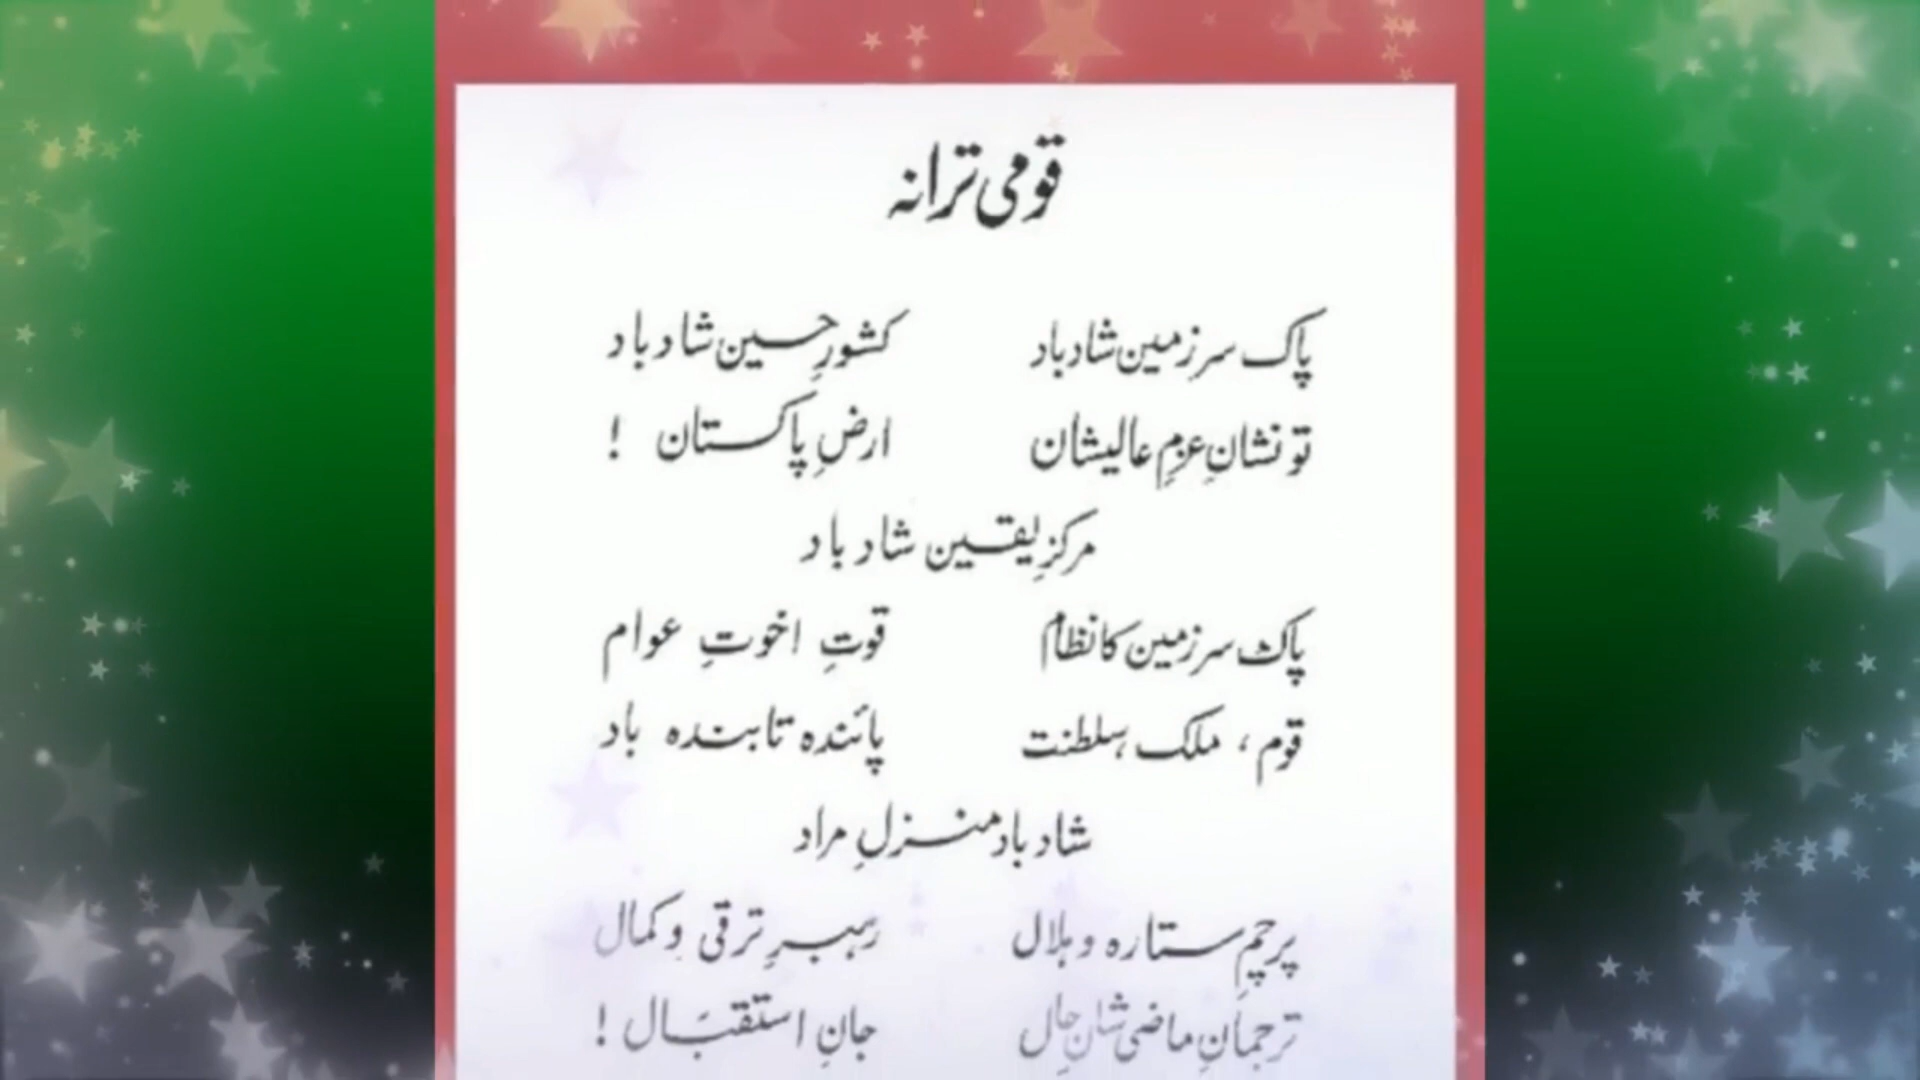 قومی ترانہ
پاک سرزمین شاد باد کشورِ حسین شاد باد
تو نشانِ عزمِ عالیشان ارضِ پاکستان !
مرکزِ یقین شاد باد
پاک سرزمین کا نظام قوتِ اخوتِ عوام
قوم ، ملک ، سلطنت پائندہ تابندہ باد
شاد باد منزلِ مراد
پرچمِ ستارہ و ہلال رہبرِ ترقی و کمال
ترجمانِ ماضی شانِ حال جانِ استقبال !